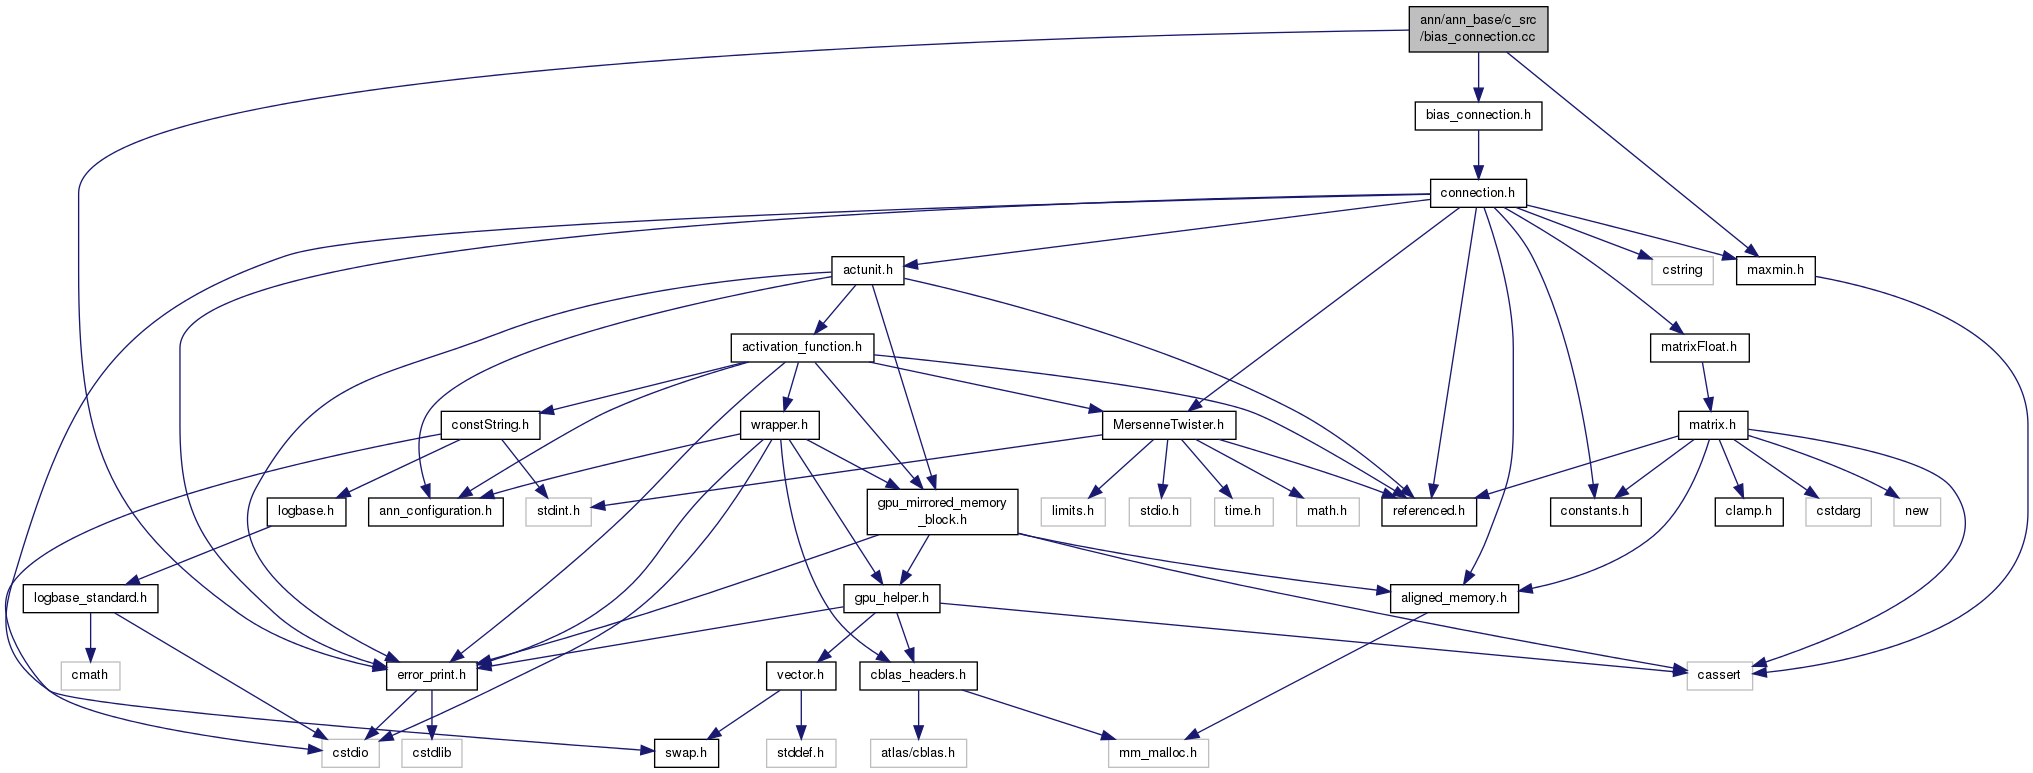 ann/ann_base/c_src
/bias_connection.cc
bias_connection.h
connection.h
actunit.h
cstring
maxmin.h
activation_function.h
matrixFloat.h
constString.h
wrapper.h
MersenneTwister.h
matrix.h
logbase.h
ann_configuration.h
stdint.h
gpu_mirrored_memory
_block.h
limits.h
stdio.h
time.h
math.h
referenced.h
constants.h
clamp.h
cstdarg
new
logbase_standard.h
gpu_helper.h
aligned_memory.h
cmath
error_print.h
vector.h
cblas_headers.h
cassert
cstdio
cstdlib
swap.h
stddef.h
atlas/cblas.h
mm_malloc.h